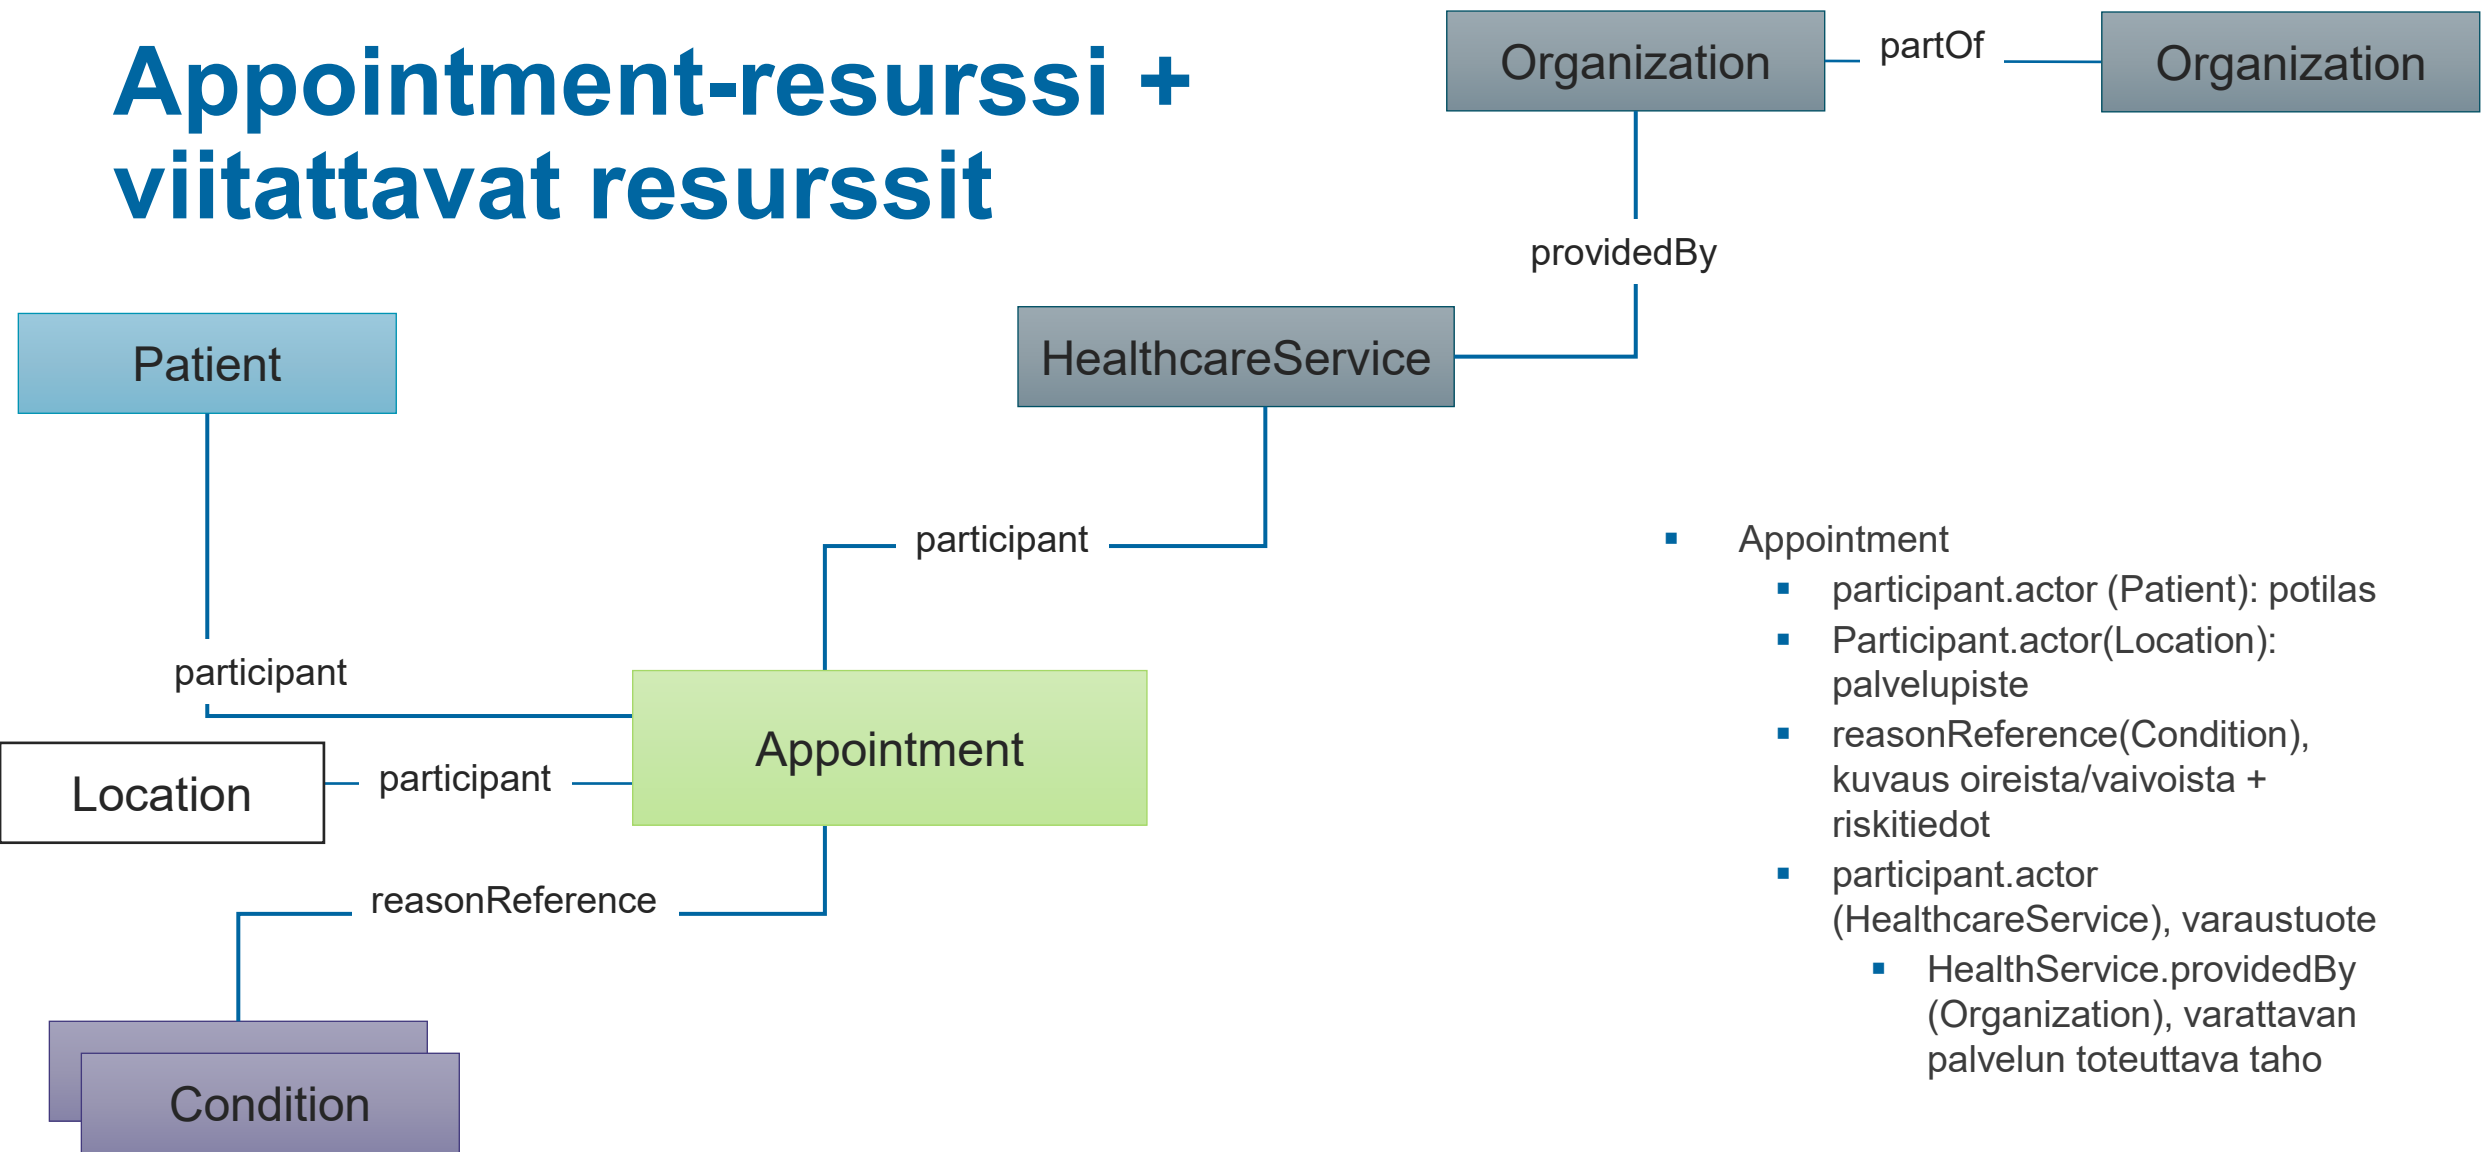 Appointment-resurssi +
viitattavat resurssit
Organization
partOf
Organization
providedBy
Patient
HealthcareService
participant
participant
Appointment
Location
participant
reasonReference
Condition
▪ Appointment
▪ participant.actor (Patient): potilas
▪ Participant.actor(Location):
palvelupiste
▪ reasonReference(Condition),
kuvaus oireista/vaivoista +
riskitiedot
▪ participant.actor
(HealthcareService), varaustuote
▪ HealthService.providedBy
(Organization), varattavan
palvelun toteuttava taho